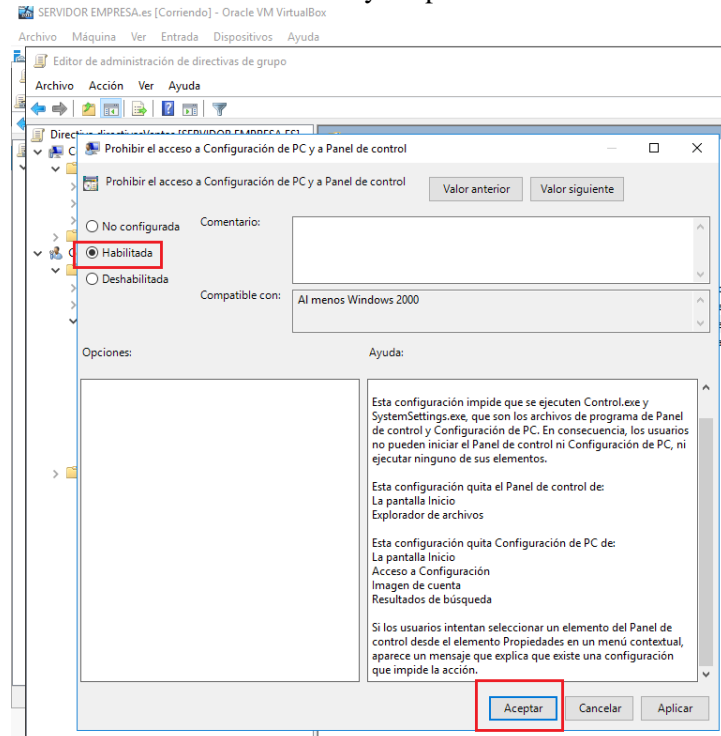 SERVIDOR EMPRESA.es [Corriendo] - Oracle VM VirtualBox
Archivo Máquina Ver Entrada Dispositivos Ayuda
Editor de administración de directivas de grupo
Archivo Acción Ver Ayuda
Prohibir el acceso a Configuración de PC y a Panel de control
Prohibir el acceso a Configuración de PC y a Panel de control
Valor anterior Valor siguiente
No configurada
Habilitada
Deshabilitada
Comentario:
Compatible con:
Al menos Windows 2000
Opciones:
Ayuda:
Esta configuración impide que se ejecuten Control.exe y
SystemSettings.exe, que son los archivos de programa de Panel
de control y Configuración de PC. En consecuencia, los usuarios
no pueden iniciar el Panel de control ni Configuración de PC, ni
ejecutar ninguno de sus elementos.
Esta configuración quita el Panel de control de:
La pantalla Inicio
Explorador de archivos
Esta configuración quita Configuración de PC de:
La pantalla Inicio
Acceso a Configuración
Imagen de cuenta
Resultados de búsqueda
Si los usuarios intentan seleccionar un elemento del Panel de
control desde el elemento Propiedades en un menú contextual,
aparece un mensaje que explica que existe una configuración
que impide la acción.
Aceptar Cancelar Aplicar